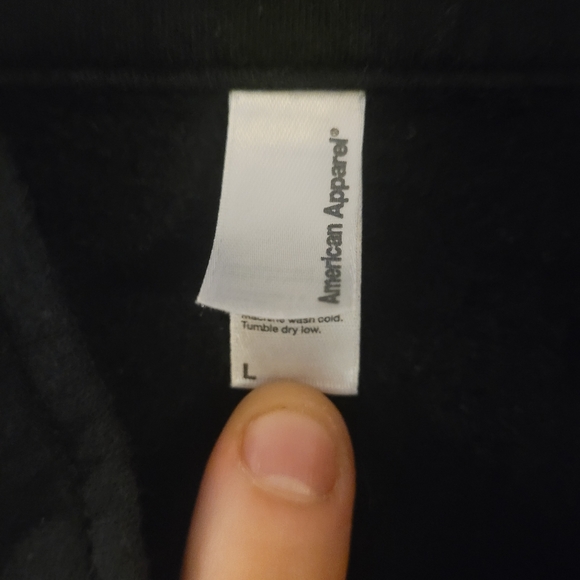 American Apparel®
machine wash cold.
Tumble dry low.
L